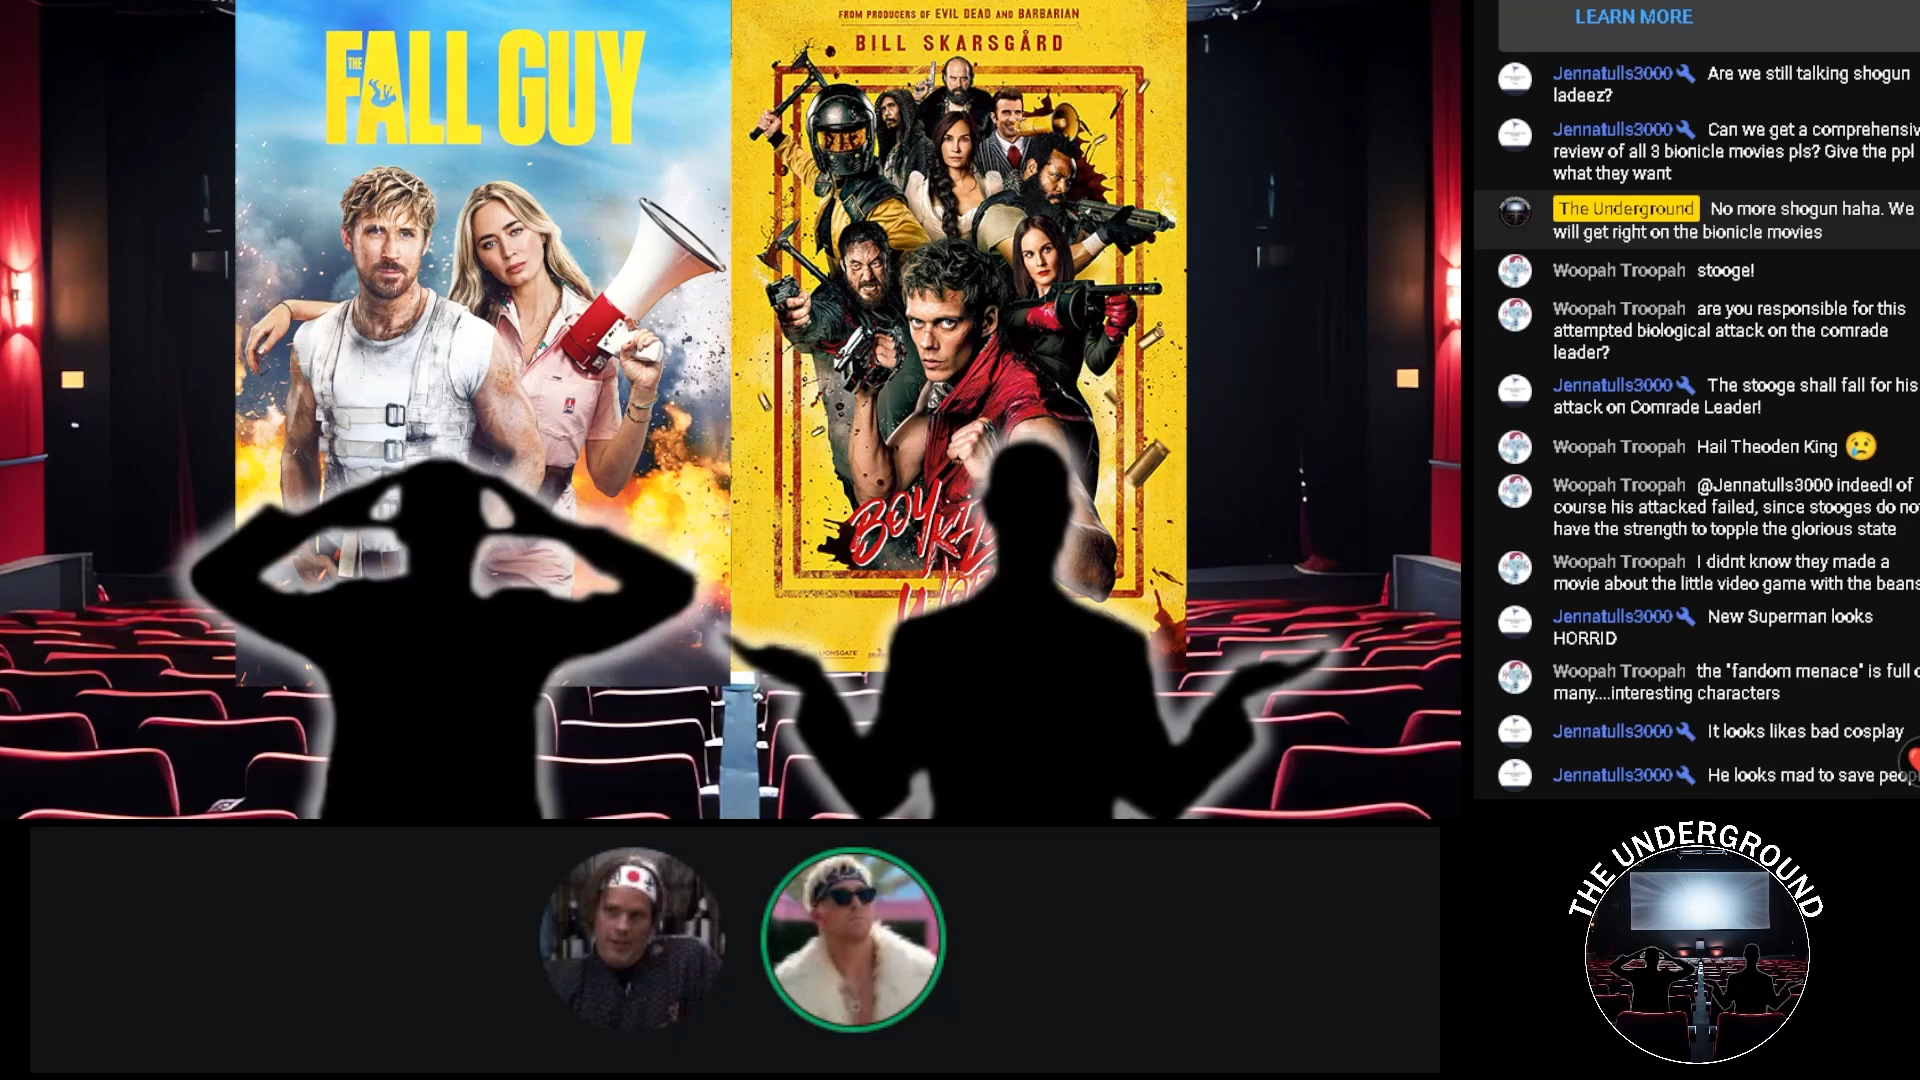 THE
FALL GUY
FROM PRODUCERS OF EVIL DEAD AND BARBARIAN
BILL SKARSGÅRD
BOY
LIONSGATE
LEARN MORE
Jennatulls3000 Are we still talking shogun
ladeez?
Jennatulls3000 Can we get a comprehensiv
review of all 3 bionicle movies pls? Give the ppl
what they want
The Underground No more shogun haha. We
will get right on the bionicle movies
Woopah Troopah stooge!
Woopah Troopah are you responsible for this
attempted biological attack on the comrade
leader?
Jennatulls3000 The stooge shall fall for his
attack on Comrade Leader!
Woopah Troopah Hail Theoden King 😢
Woopah Troopah @Jennatulls3000 indeed! of
course his attacked failed, since stooges do no
have the strength to topple the glorious state
Woopah Troopah I didnt know they made a
movie about the little video game with the beans
Jennatulls3000 New Superman looks
HORRID
Woopah Troopah the "fandom menace" is full o
many....interesting characters
Jennatulls3000 It looks likes bad cosplay
Jennatulls3000 He looks mad to save peop
THE UNDERGROUND